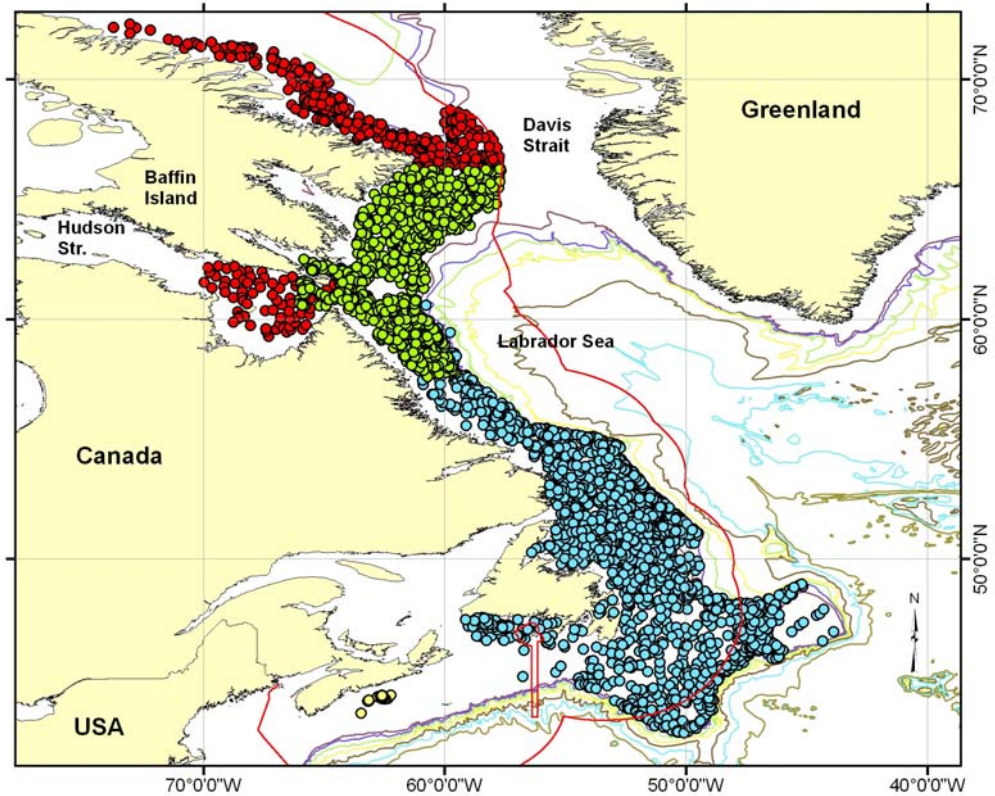 Greenland
Davis
Strait
Baffin
Island
Hudson
Str.
Labrador Sea
Canada
USA
N
70°0'0"N
60°0'0"N
50°0'0"N
70°0'0"W
60°0'0"W
50°0'0"W
40°0'0"W